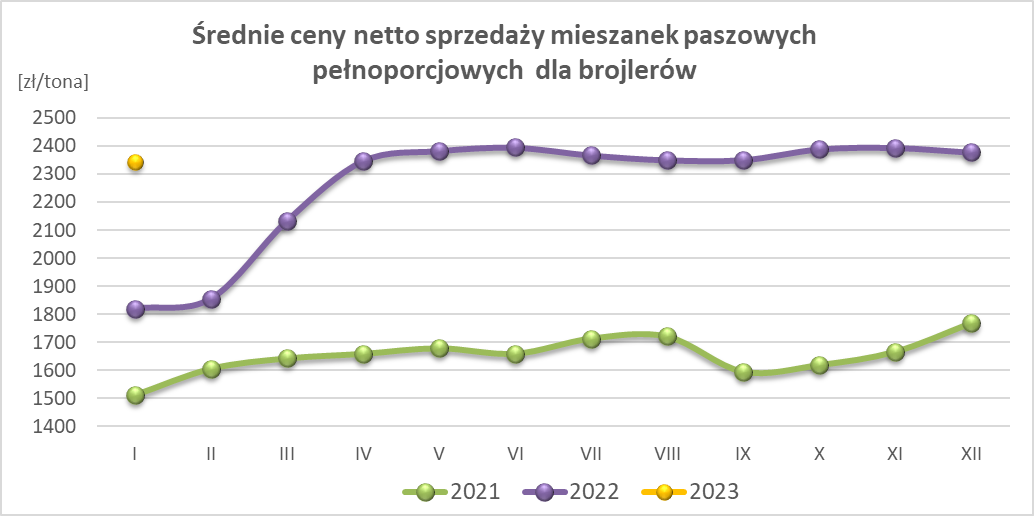 Średnie ceny netto sprzedaży mieszanek paszowych
pełnoporcjowych dla brojlerów
[zł/tona]
2500
2400
2300
2200
2100
2000
1900
1800
1700
1600
1500
1400
I II III IV V VI VII VIII IX X XI XII
2021 2022 2023